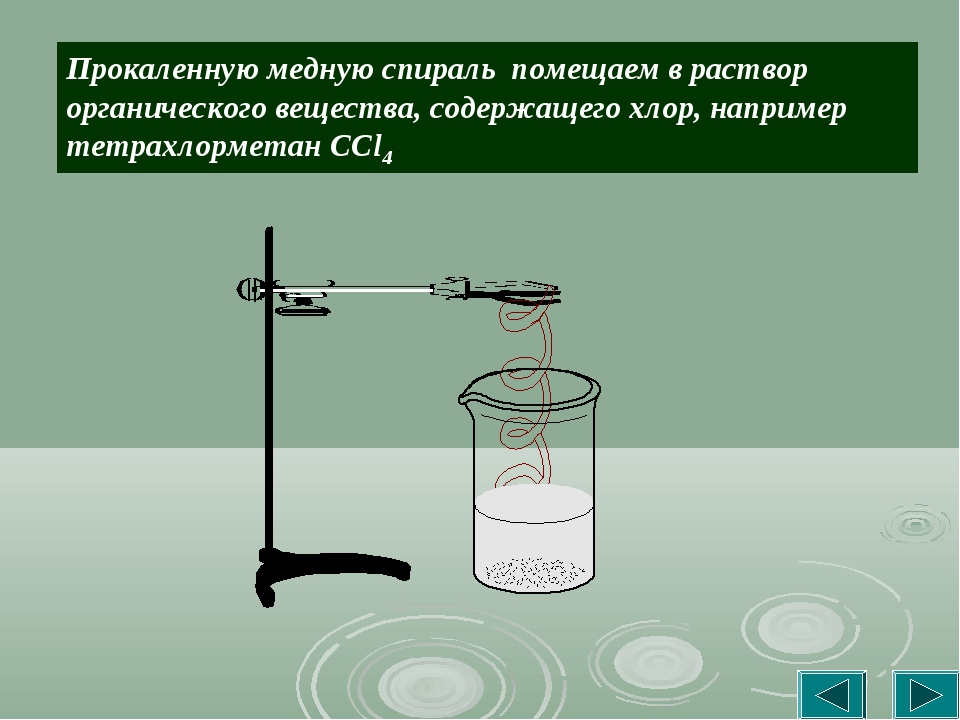 Прокаленную медную спираль помещаем в раствор
органического вещества, содержащего хлор, например
тетрахлорметан CCl₄